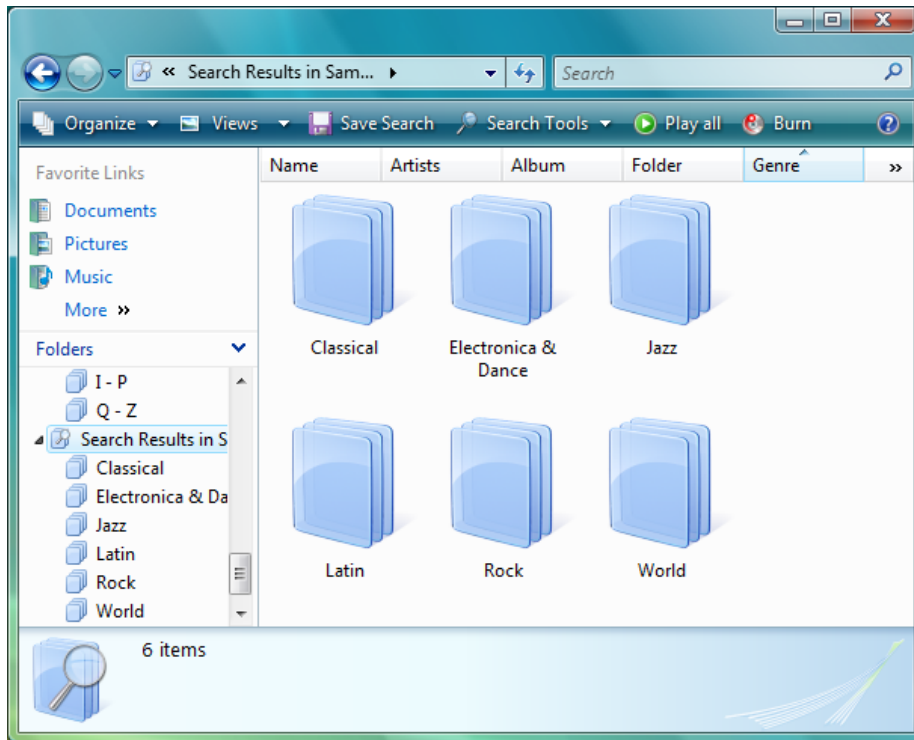 « Search Results in Sam... Search
Organize Views Save Search Search Tools Play all Burn ?
Favorite Links
Documents
Pictures
Music
More »
Folders
I - P
Q - Z
Search Results in S
Classical
Electronica & Da
Jazz
Latin
Rock
World
Name Artists Album Folder Genre »
Classical
Electronica &
Dance
Jazz
Latin
Rock
World
6 items